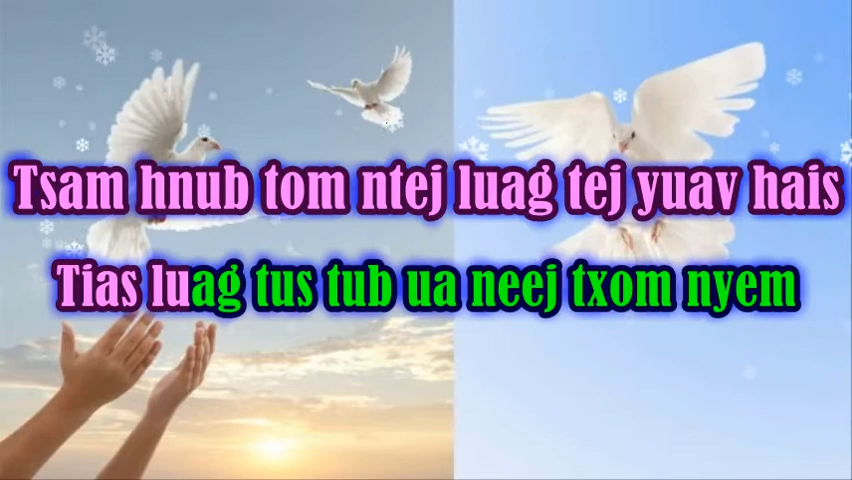 Tsam hnub tom ntej luag tej yuav hais
Tias luag tus tub ua neej txom nyem